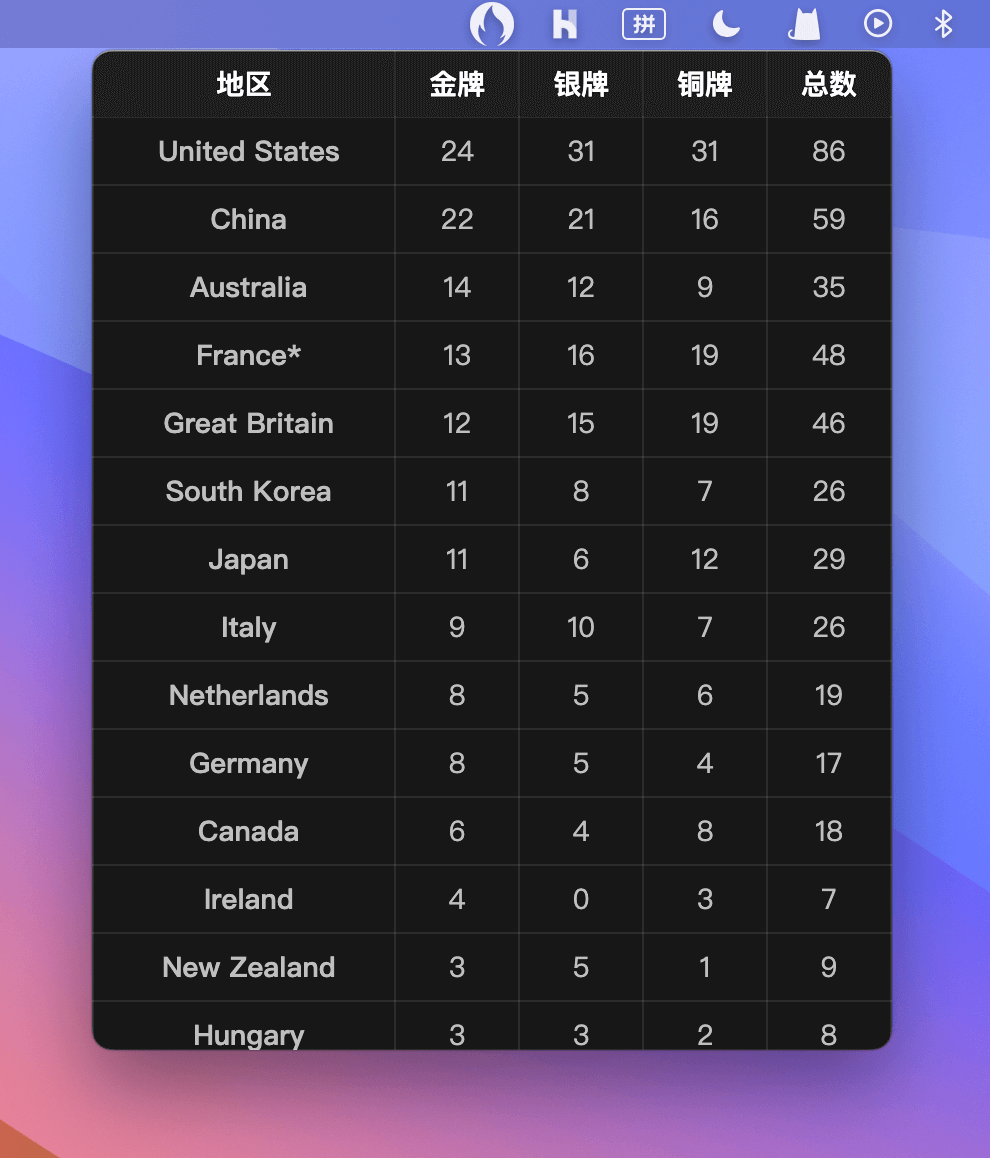 拼
地区 金牌 银牌 铜牌 总数
United States 24 31 31 86
China 22 21 16 59
Australia 14 12 9 35
France* 13 16 19 48
Great Britain 12 15 19 46
South Korea 11 8 7 26
Japan 11 6 12 29
Italy 9 10 7 26
Netherlands 8 5 6 19
Germany 8 5 4 17
Canada 6 4 8 18
Ireland 4 0 3 7
New Zealand 3 5 1 9
Hungary 3 3 2 8